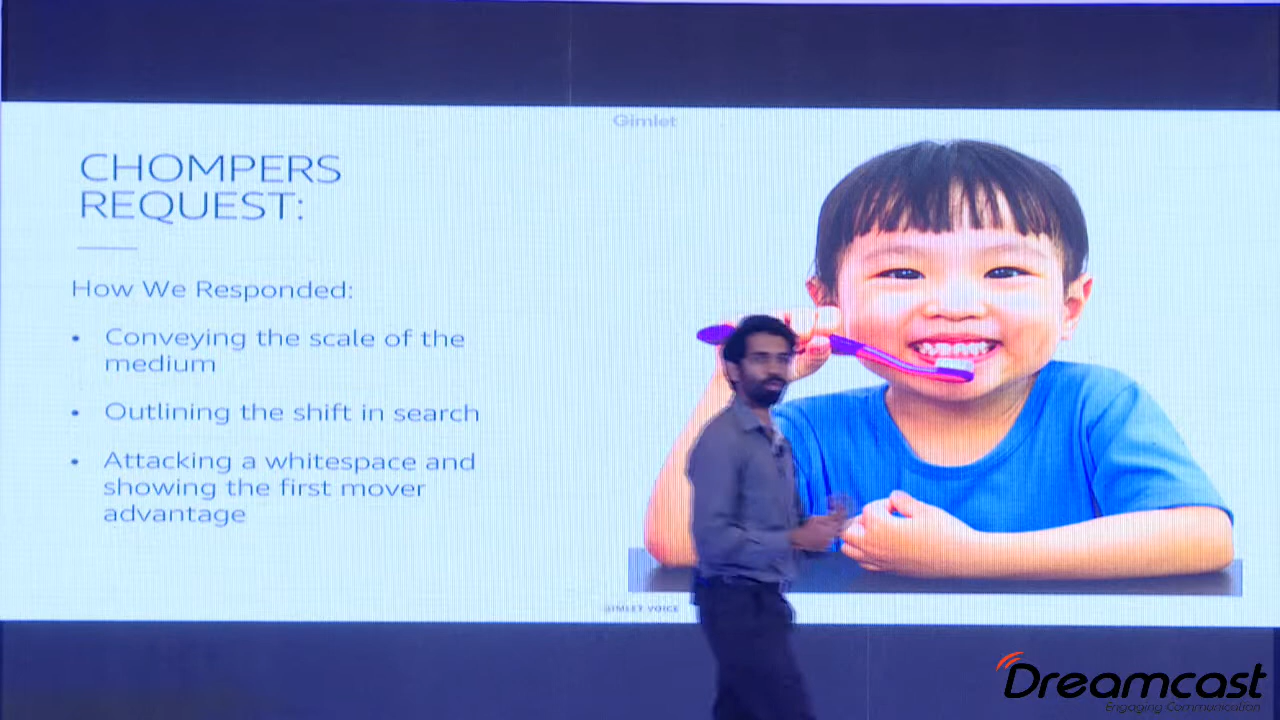 Gimlet
CHOMPERS
REQUEST:
How We Responded:
• Conveying the scale of the
medium
• Outlining the shift in search
• Attacking a whitespace and
showing the first mover
advantage
GIMLET VOICE
Dreamcast
Engaging Communication